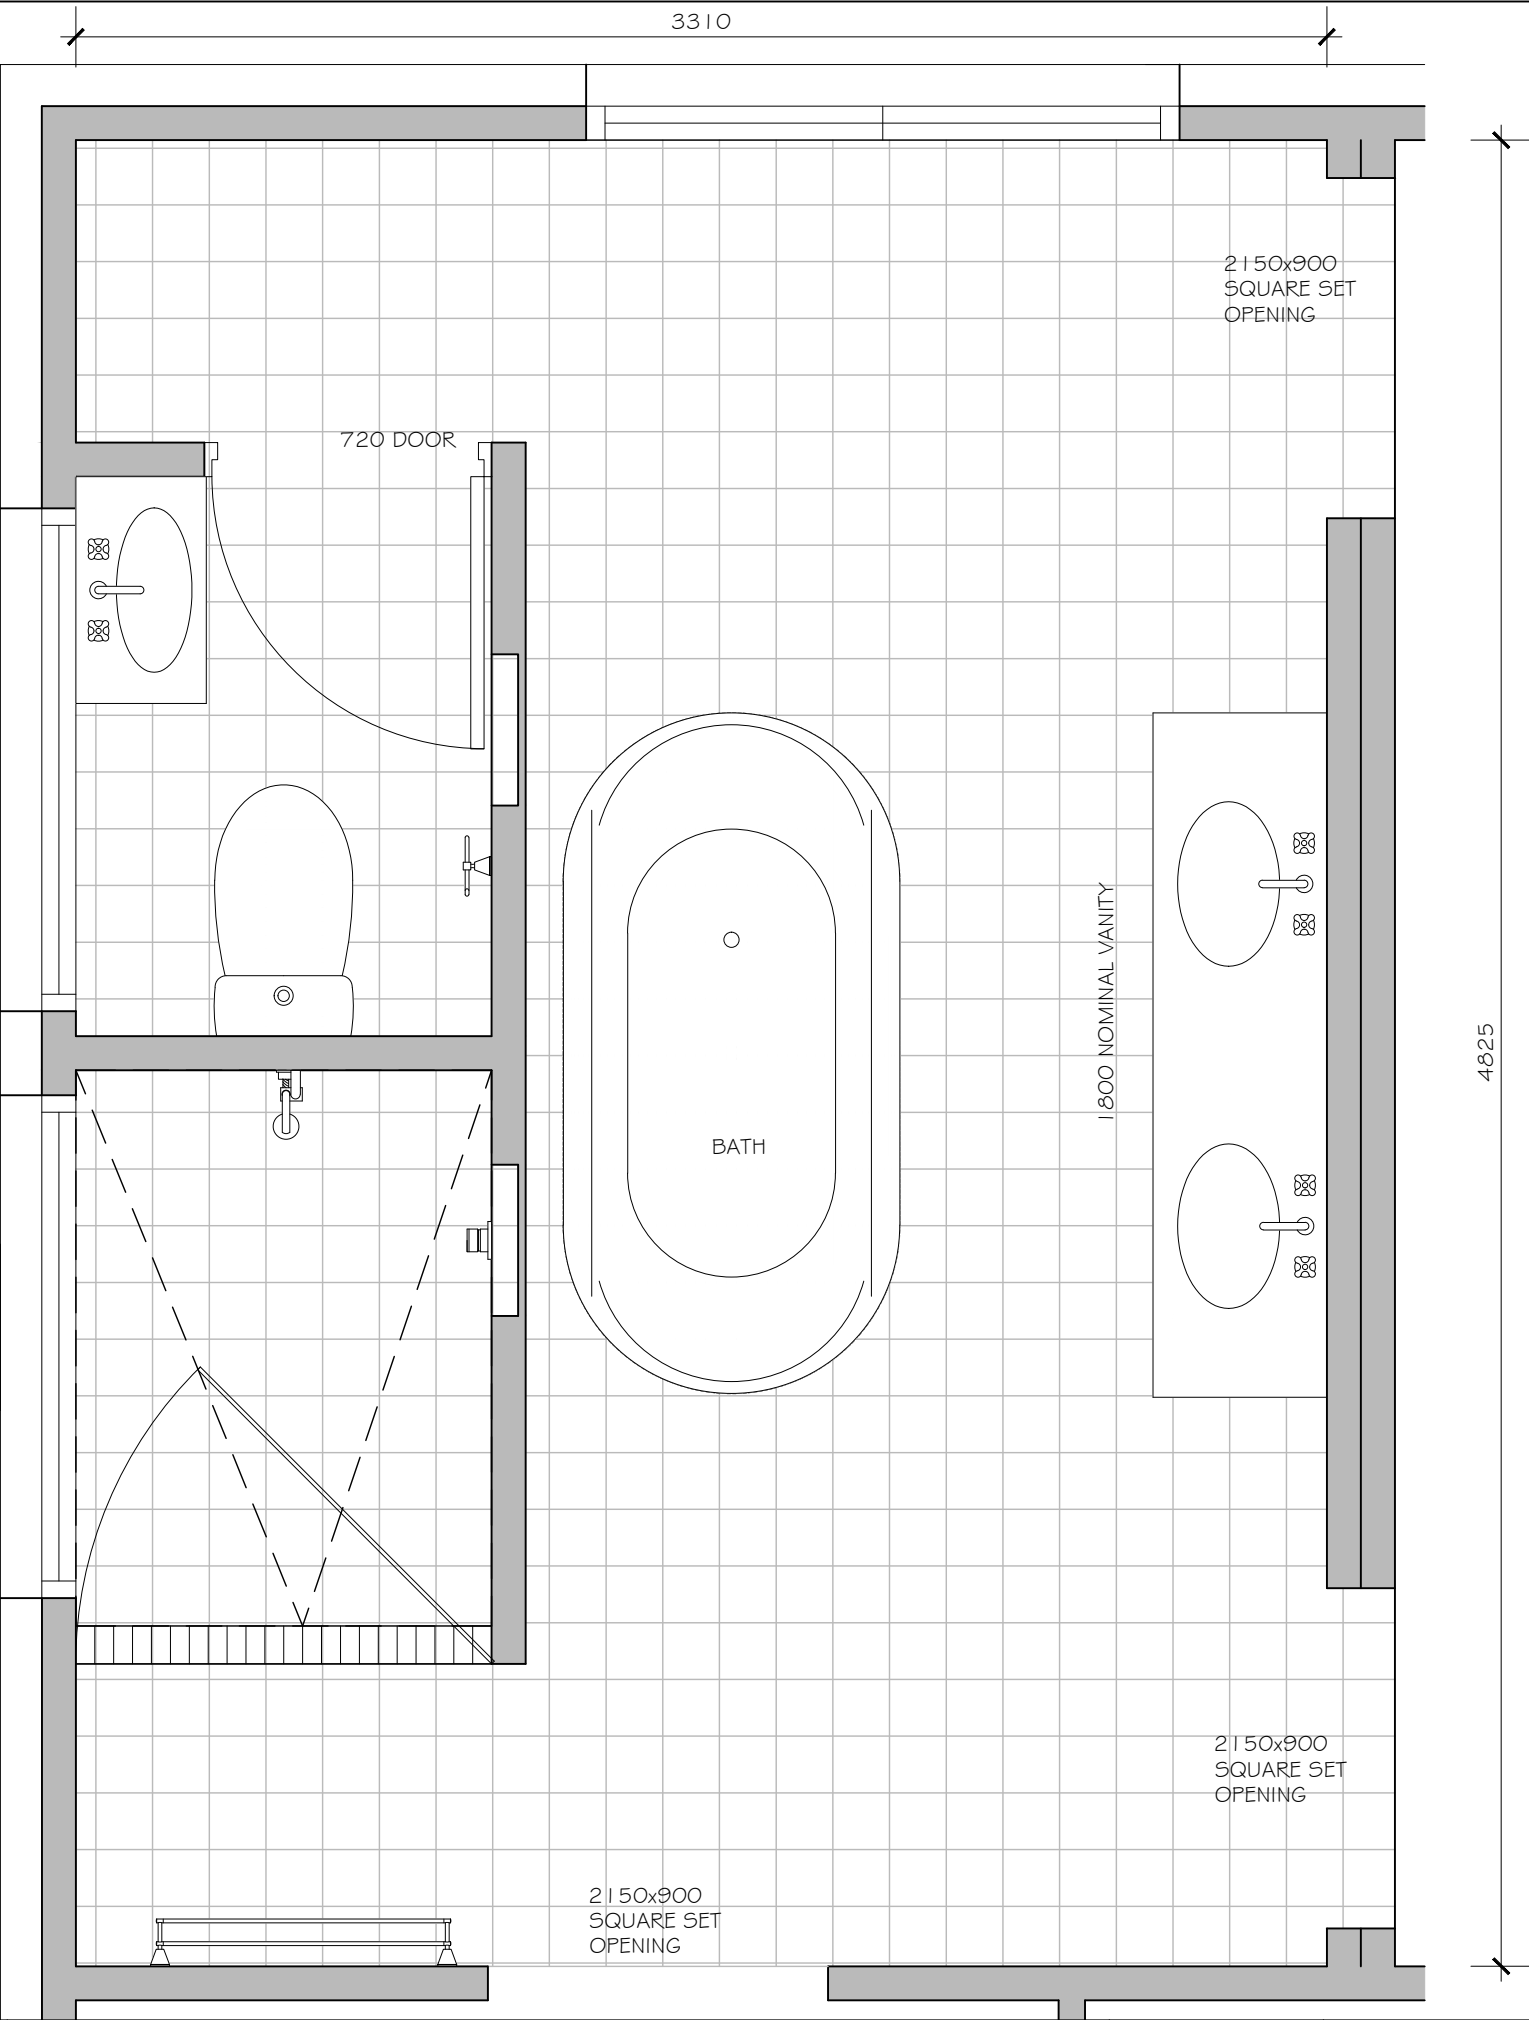 3310
2150x900
SQUARE SET
OPENING
720 DOOR
1800 NOMINAL VANITY
4825
BATH
2150x900
SQUARE SET
OPENING
2150x900
SQUARE SET
OPENING